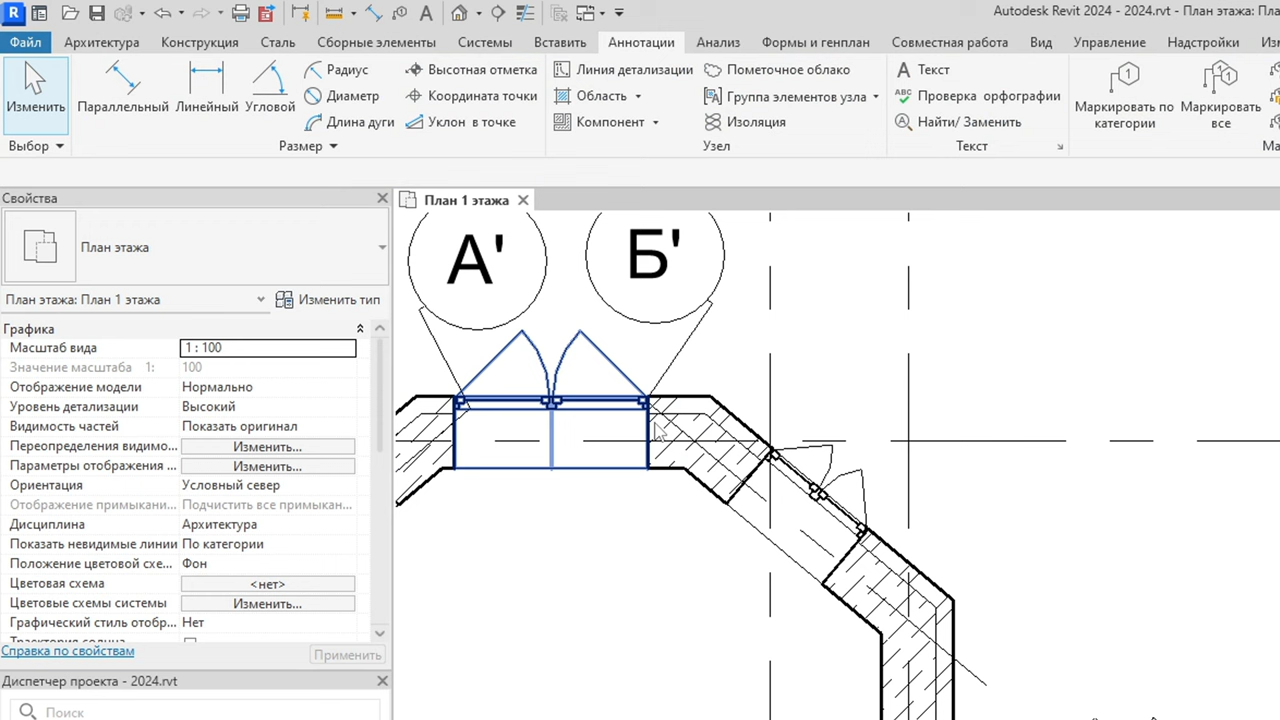 Autodesk Revit 2024 - 2024.rvt - План этажа: Пла
Файл Архитектура Конструкция Сталь Сборные элементы Системы Вставить Аннотации Анализ Формы и генплан Совместная работа Вид Управление Надстройки
Изменить
Параллельный Линейный Угловой
Радиус
Диаметр
Длина дуги
Высотная отметка
Координата точки
Уклон в точке
Линия детализации
Область
Компонент
Пометочное облако
Группа элементов узла
Изоляция
A Текст
ABC Проверка орфографии
Найти/ Заменить
1 Маркировать по категории
1 Маркировать все
Выбор Размер Узел Текст
Свойства
План этажа
План этажа: План 1 этажа Изменить тип
Графика
Масштаб вида 1 : 100
Значение масштаба 1: 100
Отображение модели Нормально
Уровень детализации Высокий
Видимость частей Показать оригинал
Переопределения видимо... Изменить...
Параметры отображения ... Изменить...
Ориентация Условный север
Отображение примыкани... Подчистить все примыкан...
Дисциплина Архитектура
Показать невидимые линии По категории
Положение цветовой схе... Фон
Цветовая схема <нет>
Цветовые схемы системы Изменить...
Графический стиль отобр... Нет
Справка по свойствам Применить
Диспетчер проекта - 2024.rvt
Поиск
План 1 этажа
А' Б'